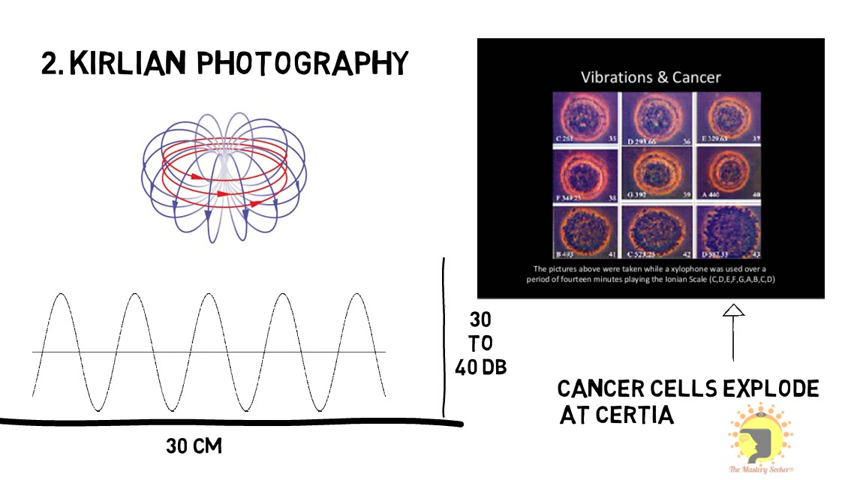 2. KIRLIAN PHOTOGRAPHY
Vibrations & Cancer
C 261 35
D 293.66 36
E 329.63 37
F 349.23 38
G 392 39
A 440 40
B 493 41
C 523.25 42
D 587.33 43
The pictures above were taken while a xylophone was used over a
period of fourteen minutes playing the Ionian Scale (C,D,E,F,G,A,B,C,D)
30
TO
40 DB
30 CM
CANCER CELLS EXPLODE
AT CERTIA
The Mastery Seeker®